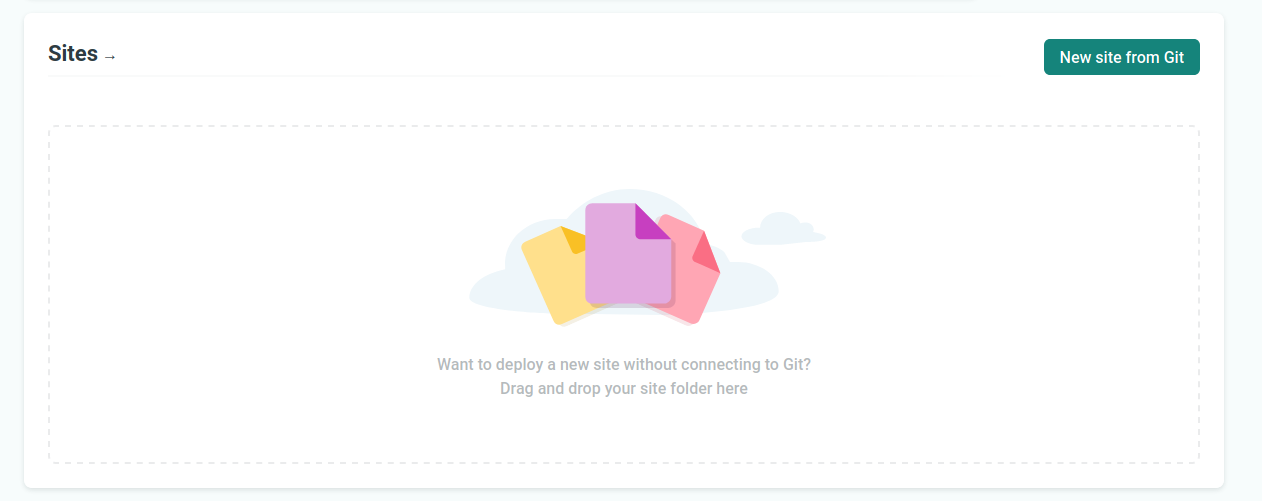 Sites →
New site from Git
Want to deploy a new site without connecting to Git?
Drag and drop your site folder here